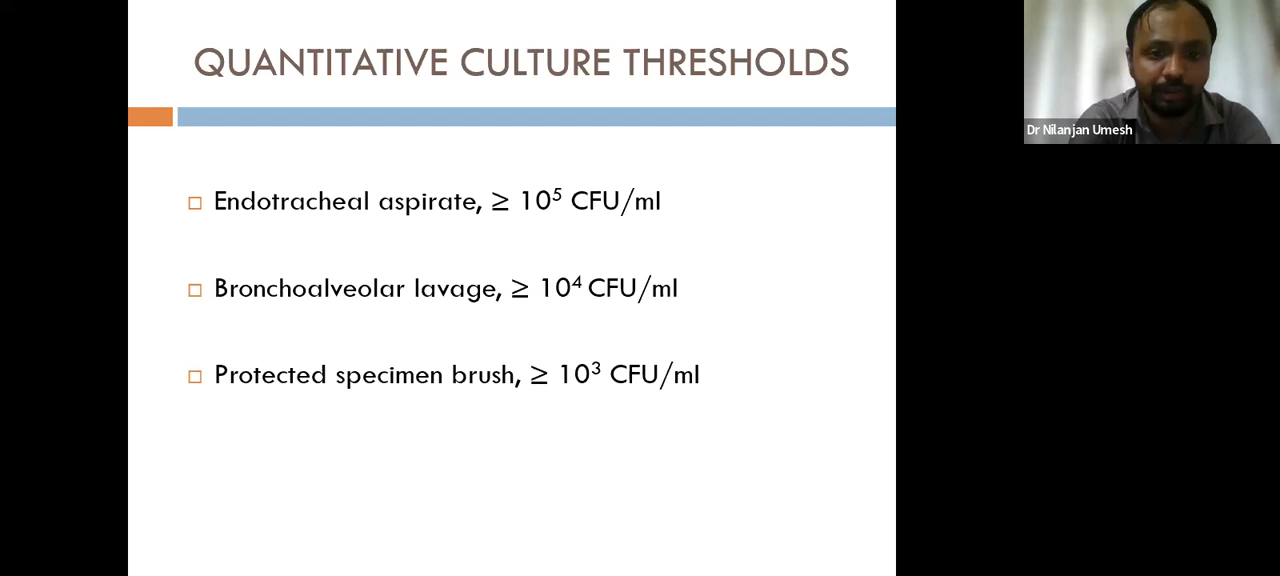 QUANTITATIVE CULTURE THRESHOLDS
Dr Nilanjan Umesh
Endotracheal aspirate, ≥ 10⁵ CFU/ml
Bronchoalveolar lavage, ≥ 10⁴ CFU/ml
Protected specimen brush, ≥ 10³ CFU/ml